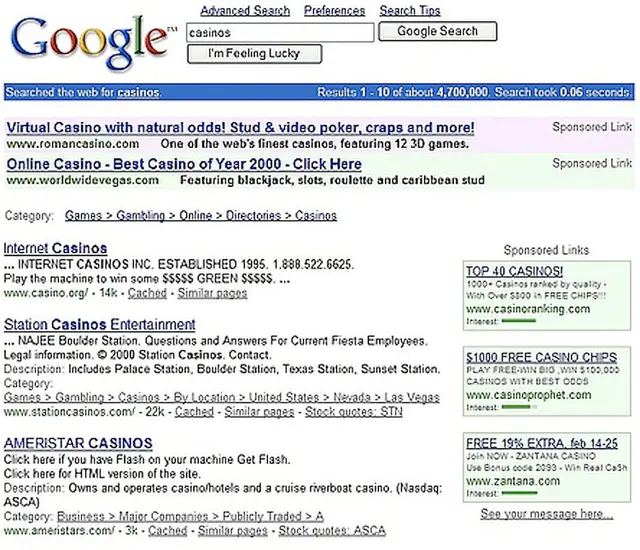 Advanced Search Preferences Search Tips
Google™
casinos
Google Search
I'm Feeling Lucky
Searched the web for casinos. Results 1 - 10 of about 4,700,000. Search took 0.06 seconds.
Virtual Casino with natural odds! Stud & video poker, craps and more! Sponsored Link
www.romancasino.com One of the web's finest casinos, featuring 12 3D games.
Online Casino - Best Casino of Year 2000 - Click Here Sponsored Link
www.worldwidevegas.com Featuring blackjack, slots, roulette and caribbean stud
Category: Games > Gambling > Online > Directories > Casinos
Internet Casinos
... INTERNET CASINOS INC. ESTABLISHED 1995. 1.888.522.6625.
Play the machine to win some $$$$$ GREEN $$$$$. ...
www.casino.org/ - 14k - Cached - Similar pages
Station Casinos Entertainment
... NAJEE Boulder Station. Questions and Answers For Current Fiesta Employees.
Legal information. © 2000 Station Casinos. Contact.
Description: Includes Palace Station, Boulder Station, Texas Station, Sunset Station.
Category:
Games > Gambling > Casinos > By Location > United States > Nevada > Las Vegas
www.stationcasinos.com/ - 22k - Cached - Similar pages - Stock quotes: STN
AMERISTAR CASINOS
Click here if you have Flash on your machine Get Flash.
Click here for HTML version of the site.
Description: Owns and operates casino/hotels and a cruise riverboat casino. (Nasdaq:
ASCA)
Category: Business > Major Companies > Publicly Traded > A
www.ameristars.com/ - 3k - Cached - Similar pages - Stock quotes: ASCA
Sponsored Links
TOP 40 CASINOS!
1000+ Casinos ranked by quality -
With Over $500 in FREE CHIPS!!!
www.casinoranking.com
Interest:
$1000 FREE CASINO CHIPS
PLAY FREE-WIN BIG ,WIN $100,000
CASINOS WITH BEST ODDS
www.casinoprophet.com
Interest:
FREE 19% EXTRA, feb 14-25
Join NOW - ZANTANA CASINO
Use Bonus code 2093 - Win Real Ca$h
www.zantana.com
Interest:
See your message here...